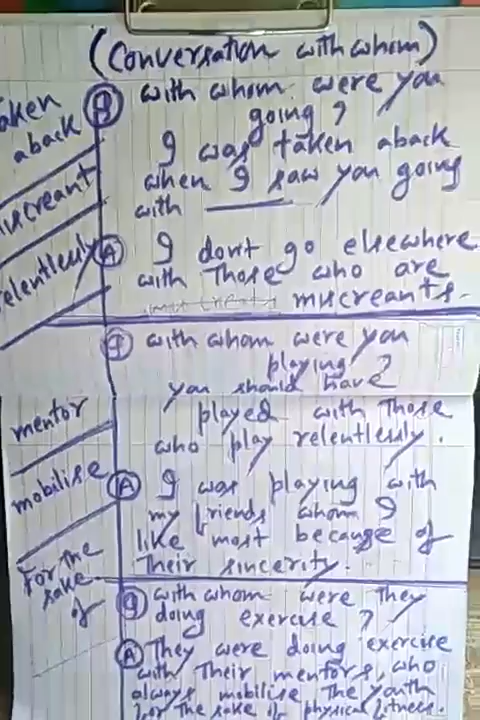 (Conversation with whom)
Q with whom were you
going ?
I was taken aback
when I saw you going
with
A I don't go elsewhere
with those who are
miscreants.
Q with whom were you
playing ?
you should have
played with those
who play relentlessly.
A I was playing with
my friends whom I
like most because of
their sincerity.
Q with whom were they
doing exercise ?
A They were doing exercise
with their mentors, who
always mobilise the youth
for the sake of physical fitness.
taken
aback
miscreant
relentlessly
mentor
mobilise
For the
sake
of